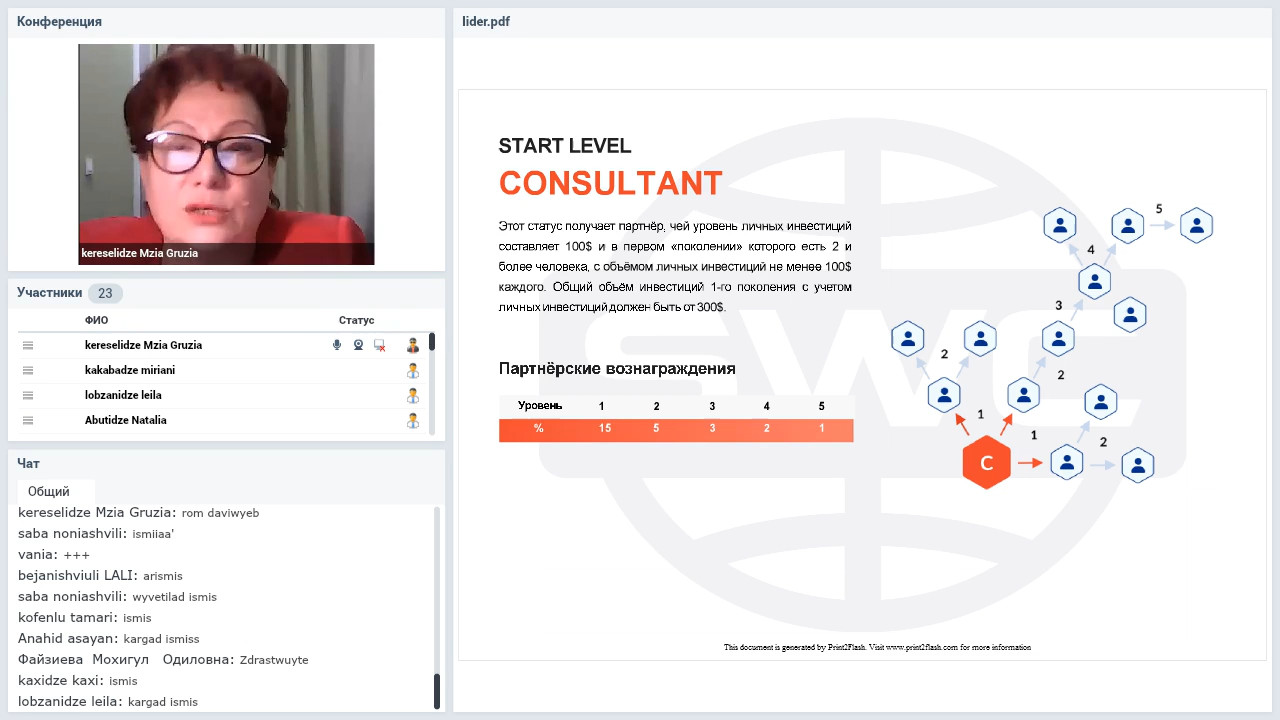 Конференция
kereselidze Mzia Gruzia
Участники 23
ФИО Статус
kereselidze Mzia Gruzia
kakabadze miriani
lobzanidze leila
Abutidze Natalia
Чат
Общий
kereselidze Mzia Gruzia: rom daviwyeb
saba noniashvili: ismiiaa'
vania: +++
bejanishviuli LALI: arismis
saba noniashvili: wyvetilad ismis
kofenlu tamari: ismis
Anahid asayan: kargad ismiss
Файзиева Мохигул Одиловна: Zdrastwuyte
kaxidze kaxi: ismis
lobzanidze leila: kargad ismis
lider.pdf
START LEVEL
CONSULTANT
Этот статус получает партнёр, чей уровень личных инвестиций
составляет 100$ и в первом «поколении» которого есть 2 и
более человека, с объёмом личных инвестиций не менее 100$
каждого. Общий объём инвестиций 1-го поколения с учётом
личных инвестиций должен быть от 300$.
Партнёрские вознаграждения
Уровень 1 2 3 4 5
% 15 5 3 2 1
5
4
3
2
2
1
1
2
C
SWC
This document is generated by Print2Flash. Visit www.print2flash.com for more information